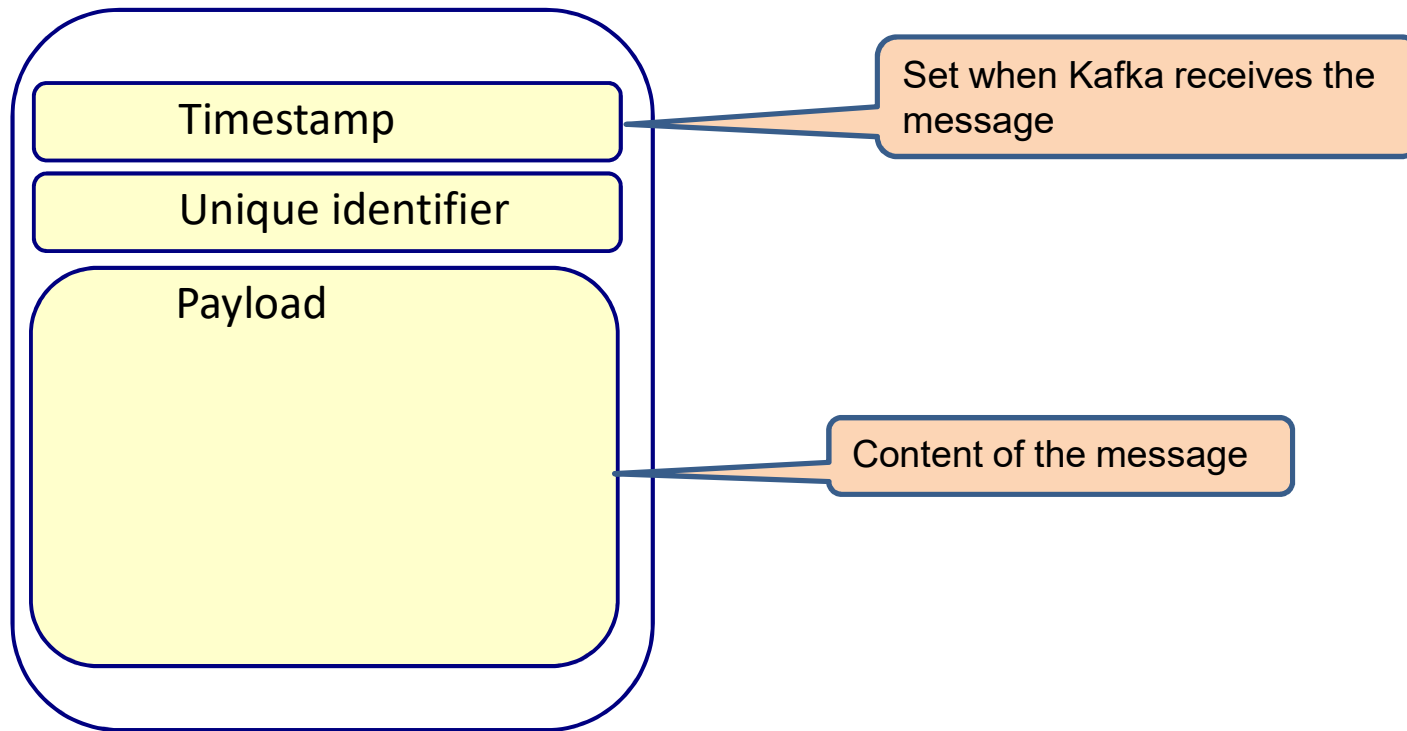 Timestamp
Set when Kafka receives the
message
Unique identifier
Payload
Content of the message